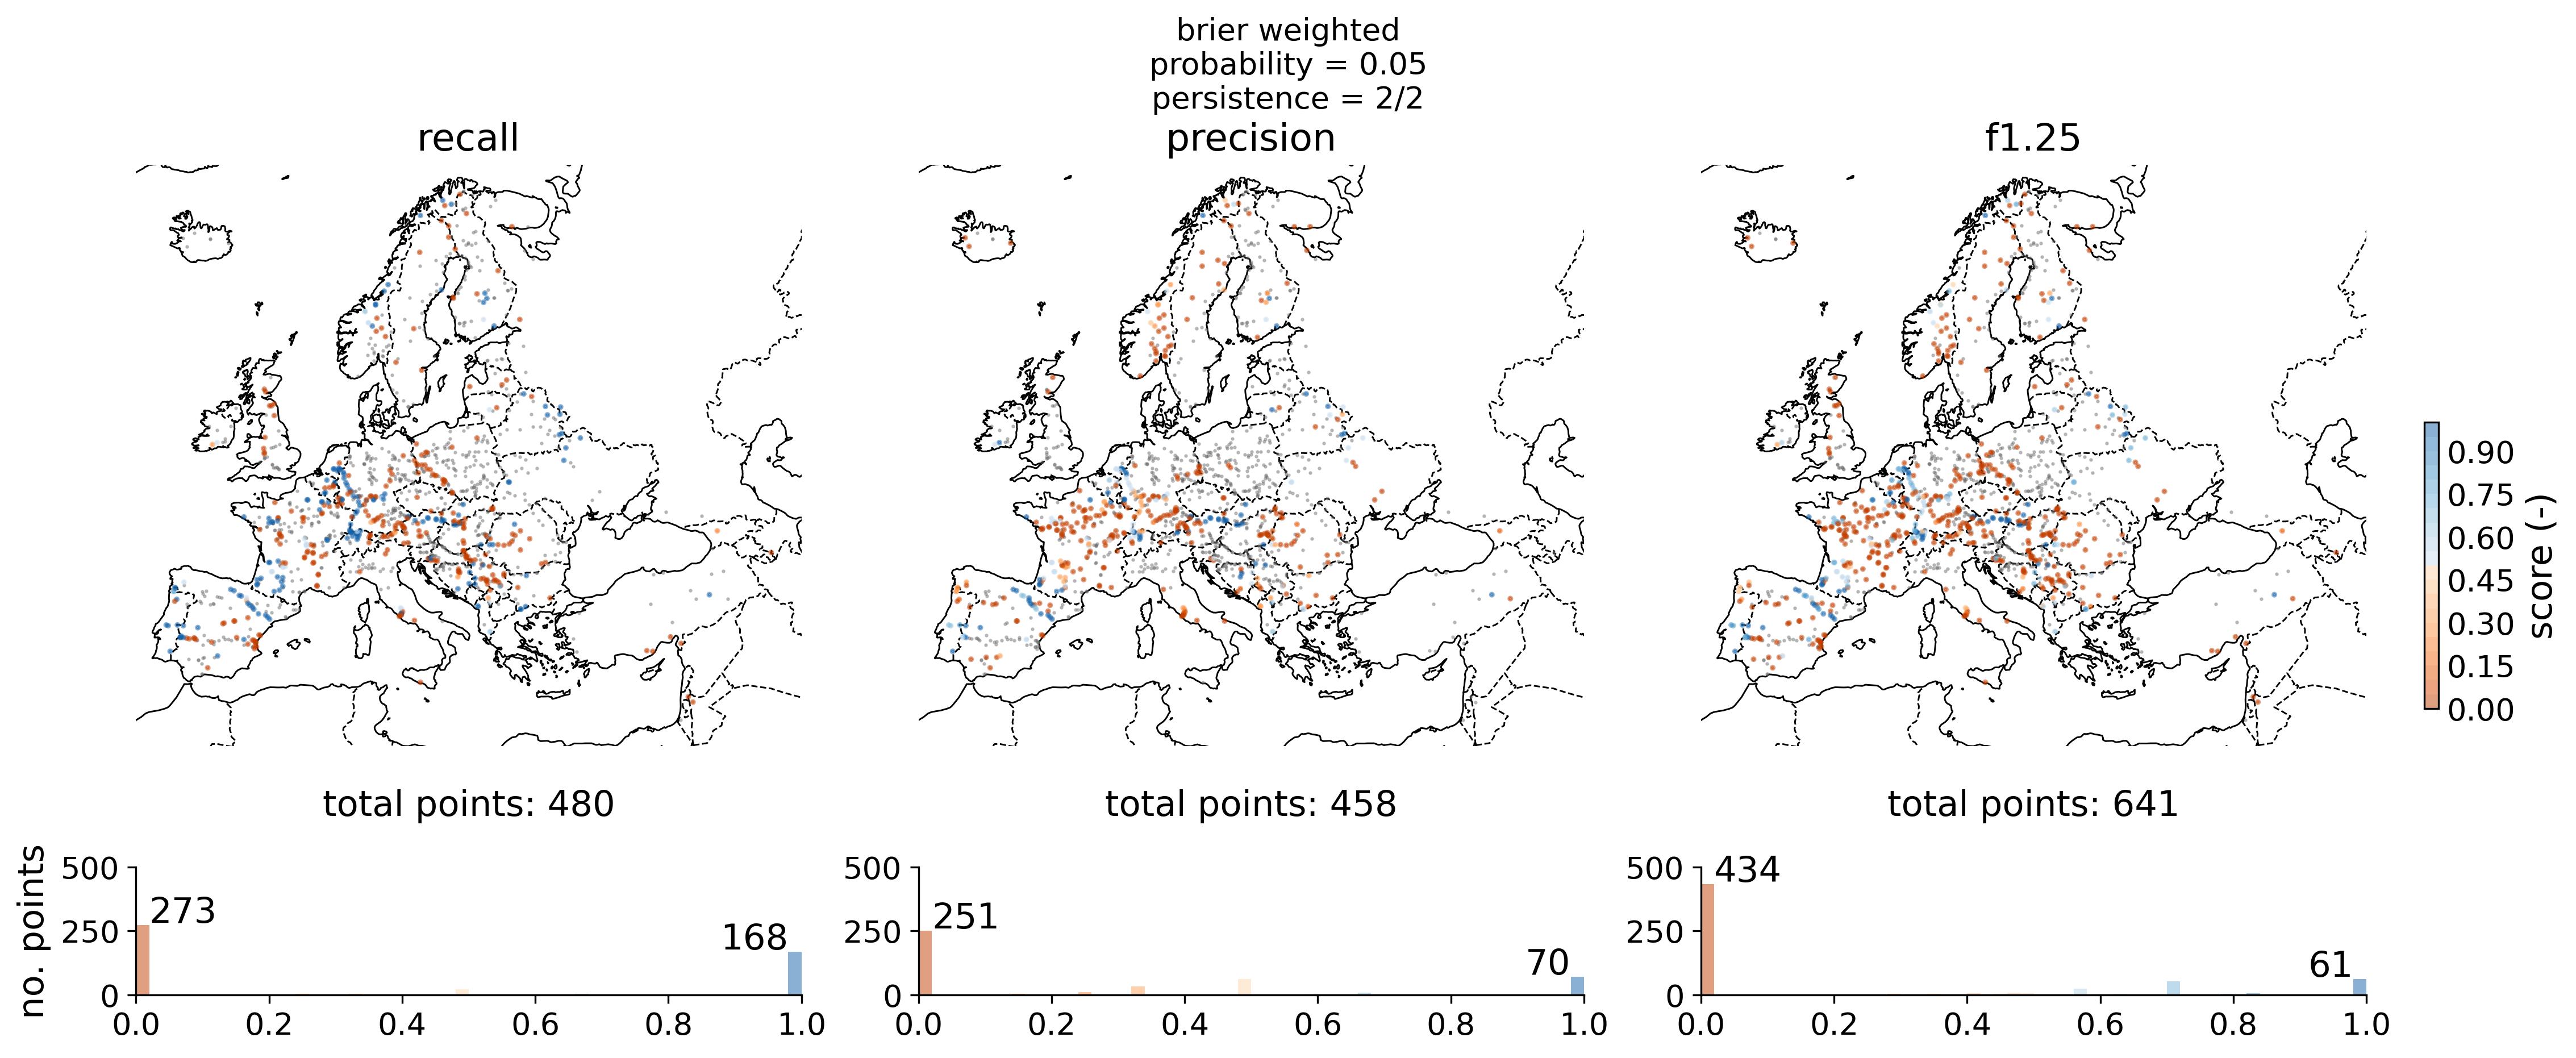 brier weighted
probability = 0.05
persistence = 2/2
recall
precision
f1.25
0.90
0.75
0.60
0.45
0.30
0.15
0.00
score (-)
total points: 480
total points: 458
total points: 641
no. points
500
250
0
273
168
0.0 0.2 0.4 0.6 0.8 1.0
500
250
0
251
70
0.0 0.2 0.4 0.6 0.8 1.0
500
250
0
434
61
0.0 0.2 0.4 0.6 0.8 1.0